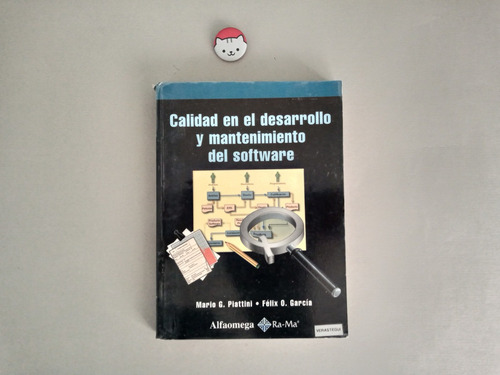 Calidad en el desarrollo
y mantenimiento
del software
Mario G. Piattini • Félix O. García
Alfaomega Ra-Ma®